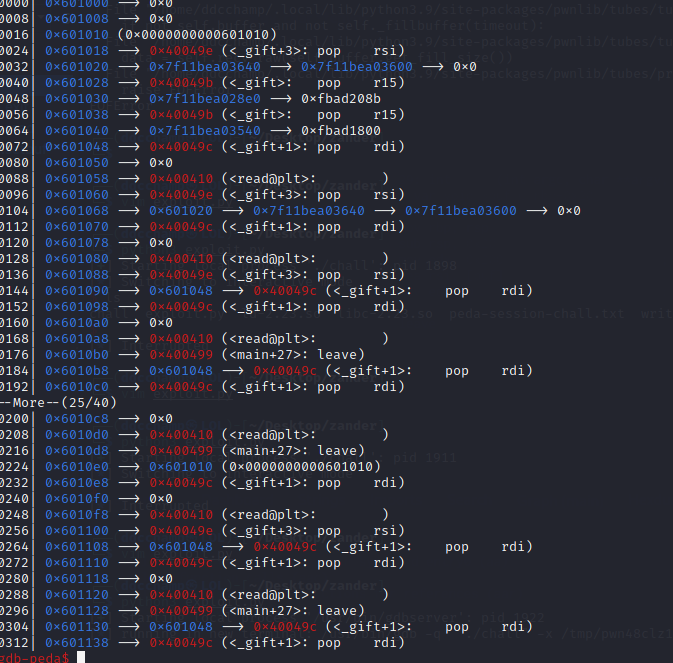 0000| 0x601000 --> 0x0
0008| 0x601008 --> 0x0
0016| 0x601010 (0x0000000000601010)
0024| 0x601018 --> 0x40049e (<_gift+3>: pop rsi)
0032| 0x601020 --> 0x7f11bea03640 --> 0x7f11bea03600 --> 0x0
0040| 0x601028 --> 0x40049b (<_gift>: pop r15)
0048| 0x601030 --> 0x7f11bea028e0 --> 0xfbad208b
0056| 0x601038 --> 0x40049b (<_gift>: pop r15)
0064| 0x601040 --> 0x7f11bea03540 --> 0xfbad1800
0072| 0x601048 --> 0x40049c (<_gift+1>: pop rdi)
0080| 0x601050 --> 0x0
0088| 0x601058 --> 0x400410 (<read@plt>: )
0096| 0x601060 --> 0x40049e (<_gift+3>: pop rsi)
0104| 0x601068 --> 0x601020 --> 0x7f11bea03640 --> 0x7f11bea03600 --> 0x0
0112| 0x601070 --> 0x40049c (<_gift+1>: pop rdi)
0120| 0x601078 --> 0x0
0128| 0x601080 --> 0x400410 (<read@plt>: )
0136| 0x601088 --> 0x40049e (<_gift+3>: pop rsi)
0144| 0x601090 --> 0x601048 --> 0x40049c (<_gift+1>: pop rdi)
0152| 0x601098 --> 0x40049c (<_gift+1>: pop rdi)
0160| 0x6010a0 --> 0x0
0168| 0x6010a8 --> 0x400410 (<read@plt>: )
0176| 0x6010b0 --> 0x400499 (<main+27>: leave)
0184| 0x6010b8 --> 0x601048 --> 0x40049c (<_gift+1>: pop rdi)
0192| 0x6010c0 --> 0x40049c (<_gift+1>: pop rdi)
--More--(25/40)
0200| 0x6010c8 --> 0x0
0208| 0x6010d0 --> 0x400410 (<read@plt>: )
0216| 0x6010d8 --> 0x400499 (<main+27>: leave)
0224| 0x6010e0 --> 0x601010 (0x0000000000601010)
0232| 0x6010e8 --> 0x40049c (<_gift+1>: pop rdi)
0240| 0x6010f0 --> 0x0
0248| 0x6010f8 --> 0x400410 (<read@plt>: )
0256| 0x601100 --> 0x40049e (<_gift+3>: pop rsi)
0264| 0x601108 --> 0x601048 --> 0x40049c (<_gift+1>: pop rdi)
0272| 0x601110 --> 0x40049c (<_gift+1>: pop rdi)
0280| 0x601118 --> 0x0
0288| 0x601120 --> 0x400410 (<read@plt>: )
0296| 0x601128 --> 0x400499 (<main+27>: leave)
0304| 0x601130 --> 0x601048 --> 0x40049c (<_gift+1>: pop rdi)
0312| 0x601138 --> 0x40049c (<_gift+1>: pop rdi)
gdb-peda$